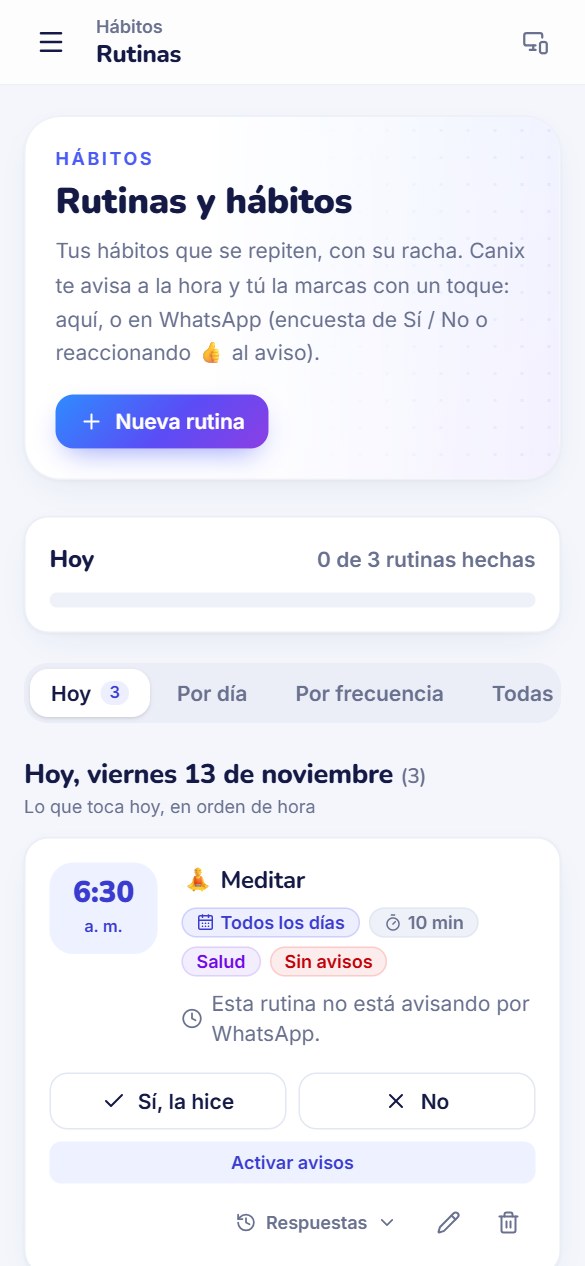 Hábitos
Rutinas
HÁBITOS
Rutinas y hábitos
Tus hábitos que se repiten, con su racha. Canix
te avisa a la hora y tú la marcas con un toque:
aquí, o en WhatsApp (encuesta de Sí / No o
reaccionando 👍 al aviso).
Nueva rutina
Hoy 0 de 3 rutinas hechas
Hoy 3 Por día Por frecuencia Todas
Hoy, viernes 13 de noviembre (3)
Lo que toca hoy, en orden de hora
6:30
a. m.
🧘 Meditar
Todos los días 10 min
Salud Sin avisos
Esta rutina no está avisando por
WhatsApp.
Sí, la hice No
Activar avisos
Respuestas